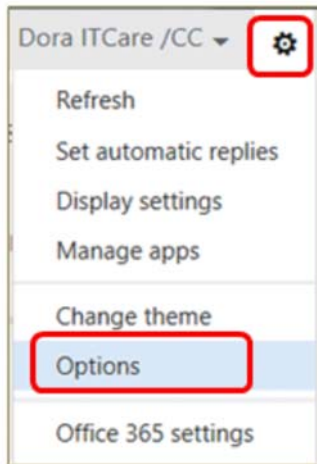 Dora ITCare /CC
Refresh
Set automatic replies
Display settings
Manage apps
Change theme
Options
Office 365 settings